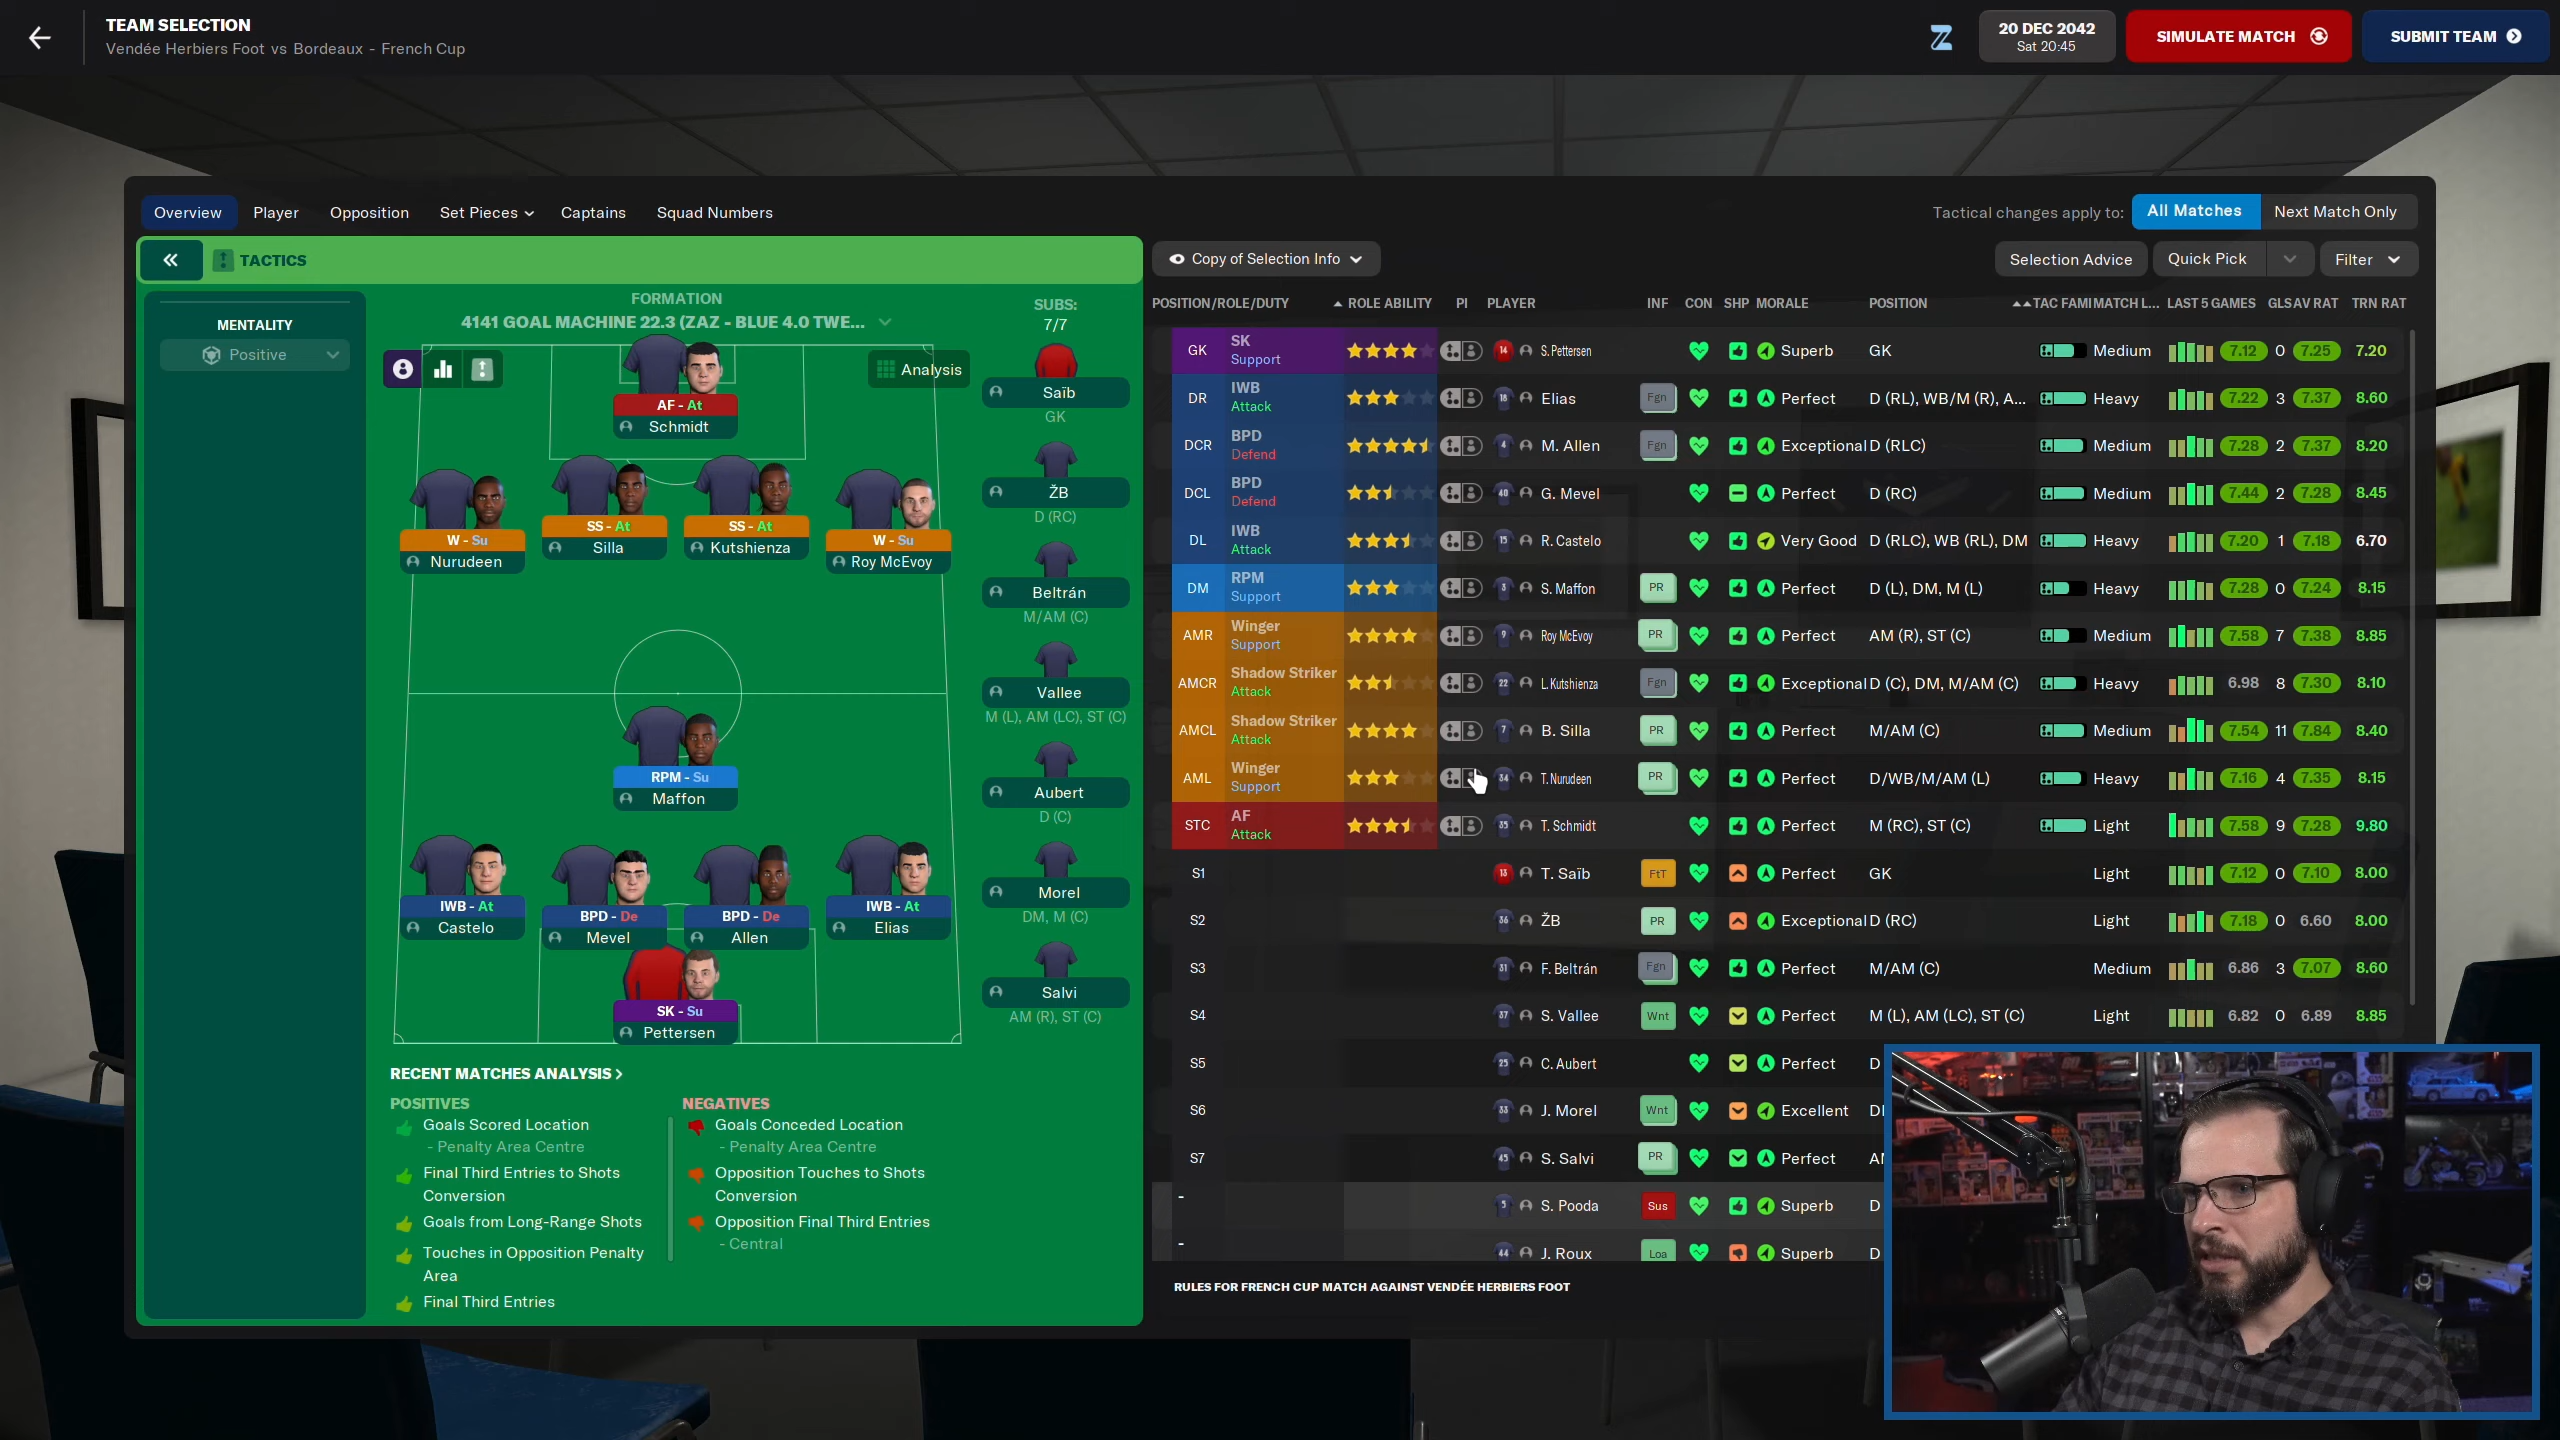 TEAM SELECTION
Vendée Herbiers Foot vs Bordeaux - French Cup
20 DEC 2042
Sat 20:45
SIMULATE MATCH
SUBMIT TEAM
Overview Player Opposition Set Pieces Captains Squad Numbers
Tactical changes apply to: All Matches Next Match Only
TACTICS
MENTALITY
Positive
FORMATION
4141 GOAL MACHINE 22.3 (ZAZ - BLUE 4.0 TWE...
Analysis
AF - At
Schmidt
W - Su
Nurudeen
SS - At
Silla
SS - At
Kutshienza
W - Su
Roy McEvoy
RPM - Su
Maffon
IWB - At
Castelo
BPD - De
Mevel
BPD - De
Allen
IWB - At
Elias
SK - Su
Pettersen
SUBS:
7/7
Saïb
GK
ŽB
D (RC)
Beltrán
M/AM (C)
Vallee
M (L), AM (LC), ST (C)
Aubert
D (C)
Morel
DM, M (C)
Salvi
AM (R), ST (C)
RECENT MATCHES ANALYSIS
POSITIVES
Goals Scored Location
- Penalty Area Centre
Final Third Entries to Shots
Conversion
Goals from Long-Range Shots
Touches in Opposition Penalty
Area
Final Third Entries
NEGATIVES
Goals Conceded Location
- Penalty Area Centre
Opposition Touches to Shots
Conversion
Opposition Final Third Entries
- Central
Copy of Selection Info
Selection Advice Quick Pick Filter
POSITION/ROLE/DUTY ROLE ABILITY PI PLAYER INF CON SHP MORALE POSITION TAC FAMI MATCH L... LAST 5 GAMES GLS AV RAT TRN RAT
GK SK Support 14 S. Pettersen Superb GK Medium 7.12 0 7.25 7.20
DR IWB Attack 18 Elias Fgn Perfect D (RL), WB/M (R), A... Heavy 7.22 3 7.37 8.60
DCR BPD Defend 4 M. Allen Fgn Exceptional D (RLC) Medium 7.28 2 7.37 8.20
DCL BPD Defend 40 G. Mevel Perfect D (RC) Medium 7.44 2 7.28 8.45
DL IWB Attack 15 R. Castelo Very Good D (RLC), WB (RL), DM Heavy 7.20 1 7.18 6.70
DM RPM Support 3 S. Maffon PR Perfect D (L), DM, M (L) Heavy 7.28 0 7.24 8.15
AMR Winger Support 9 Roy McEvoy PR Perfect AM (R), ST (C) Medium 7.58 7 7.38 8.85
AMCR Shadow Striker Attack 22 L. Kutshienza Fgn Exceptional D (C), DM, M/AM (C) Heavy 6.98 8 7.30 8.10
AMCL Shadow Striker Attack 7 B. Silla PR Perfect M/AM (C) Medium 7.54 11 7.84 8.40
AML Winger Support 34 T. Nurudeen PR Perfect D/WB/M/AM (L) Heavy 7.16 4 7.35 8.15
STC AF Attack 35 T. Schmidt Perfect M (RC), ST (C) Light 7.58 9 7.28 9.80
S1 13 T. Saïb FtT Perfect GK Light 7.12 0 7.10 8.00
S2 36 ŽB PR Exceptional D (RC) Light 7.18 0 6.60 8.00
S3 31 F. Beltrán Fgn Perfect M/AM (C) Medium 6.86 3 7.07 8.60
S4 37 S. Vallee Wnt Perfect M (L), AM (LC), ST (C) Light 6.82 0 6.89 8.85
S5 25 C. Aubert Perfect D
S6 33 J. Morel Wnt Excellent
S7 45 S. Salvi PR Perfect
- 5 S. Pooda Sus Superb D
- 44 J. Roux Loa Superb D
RULES FOR FRENCH CUP MATCH AGAINST VENDÉE HERBIERS FOOT